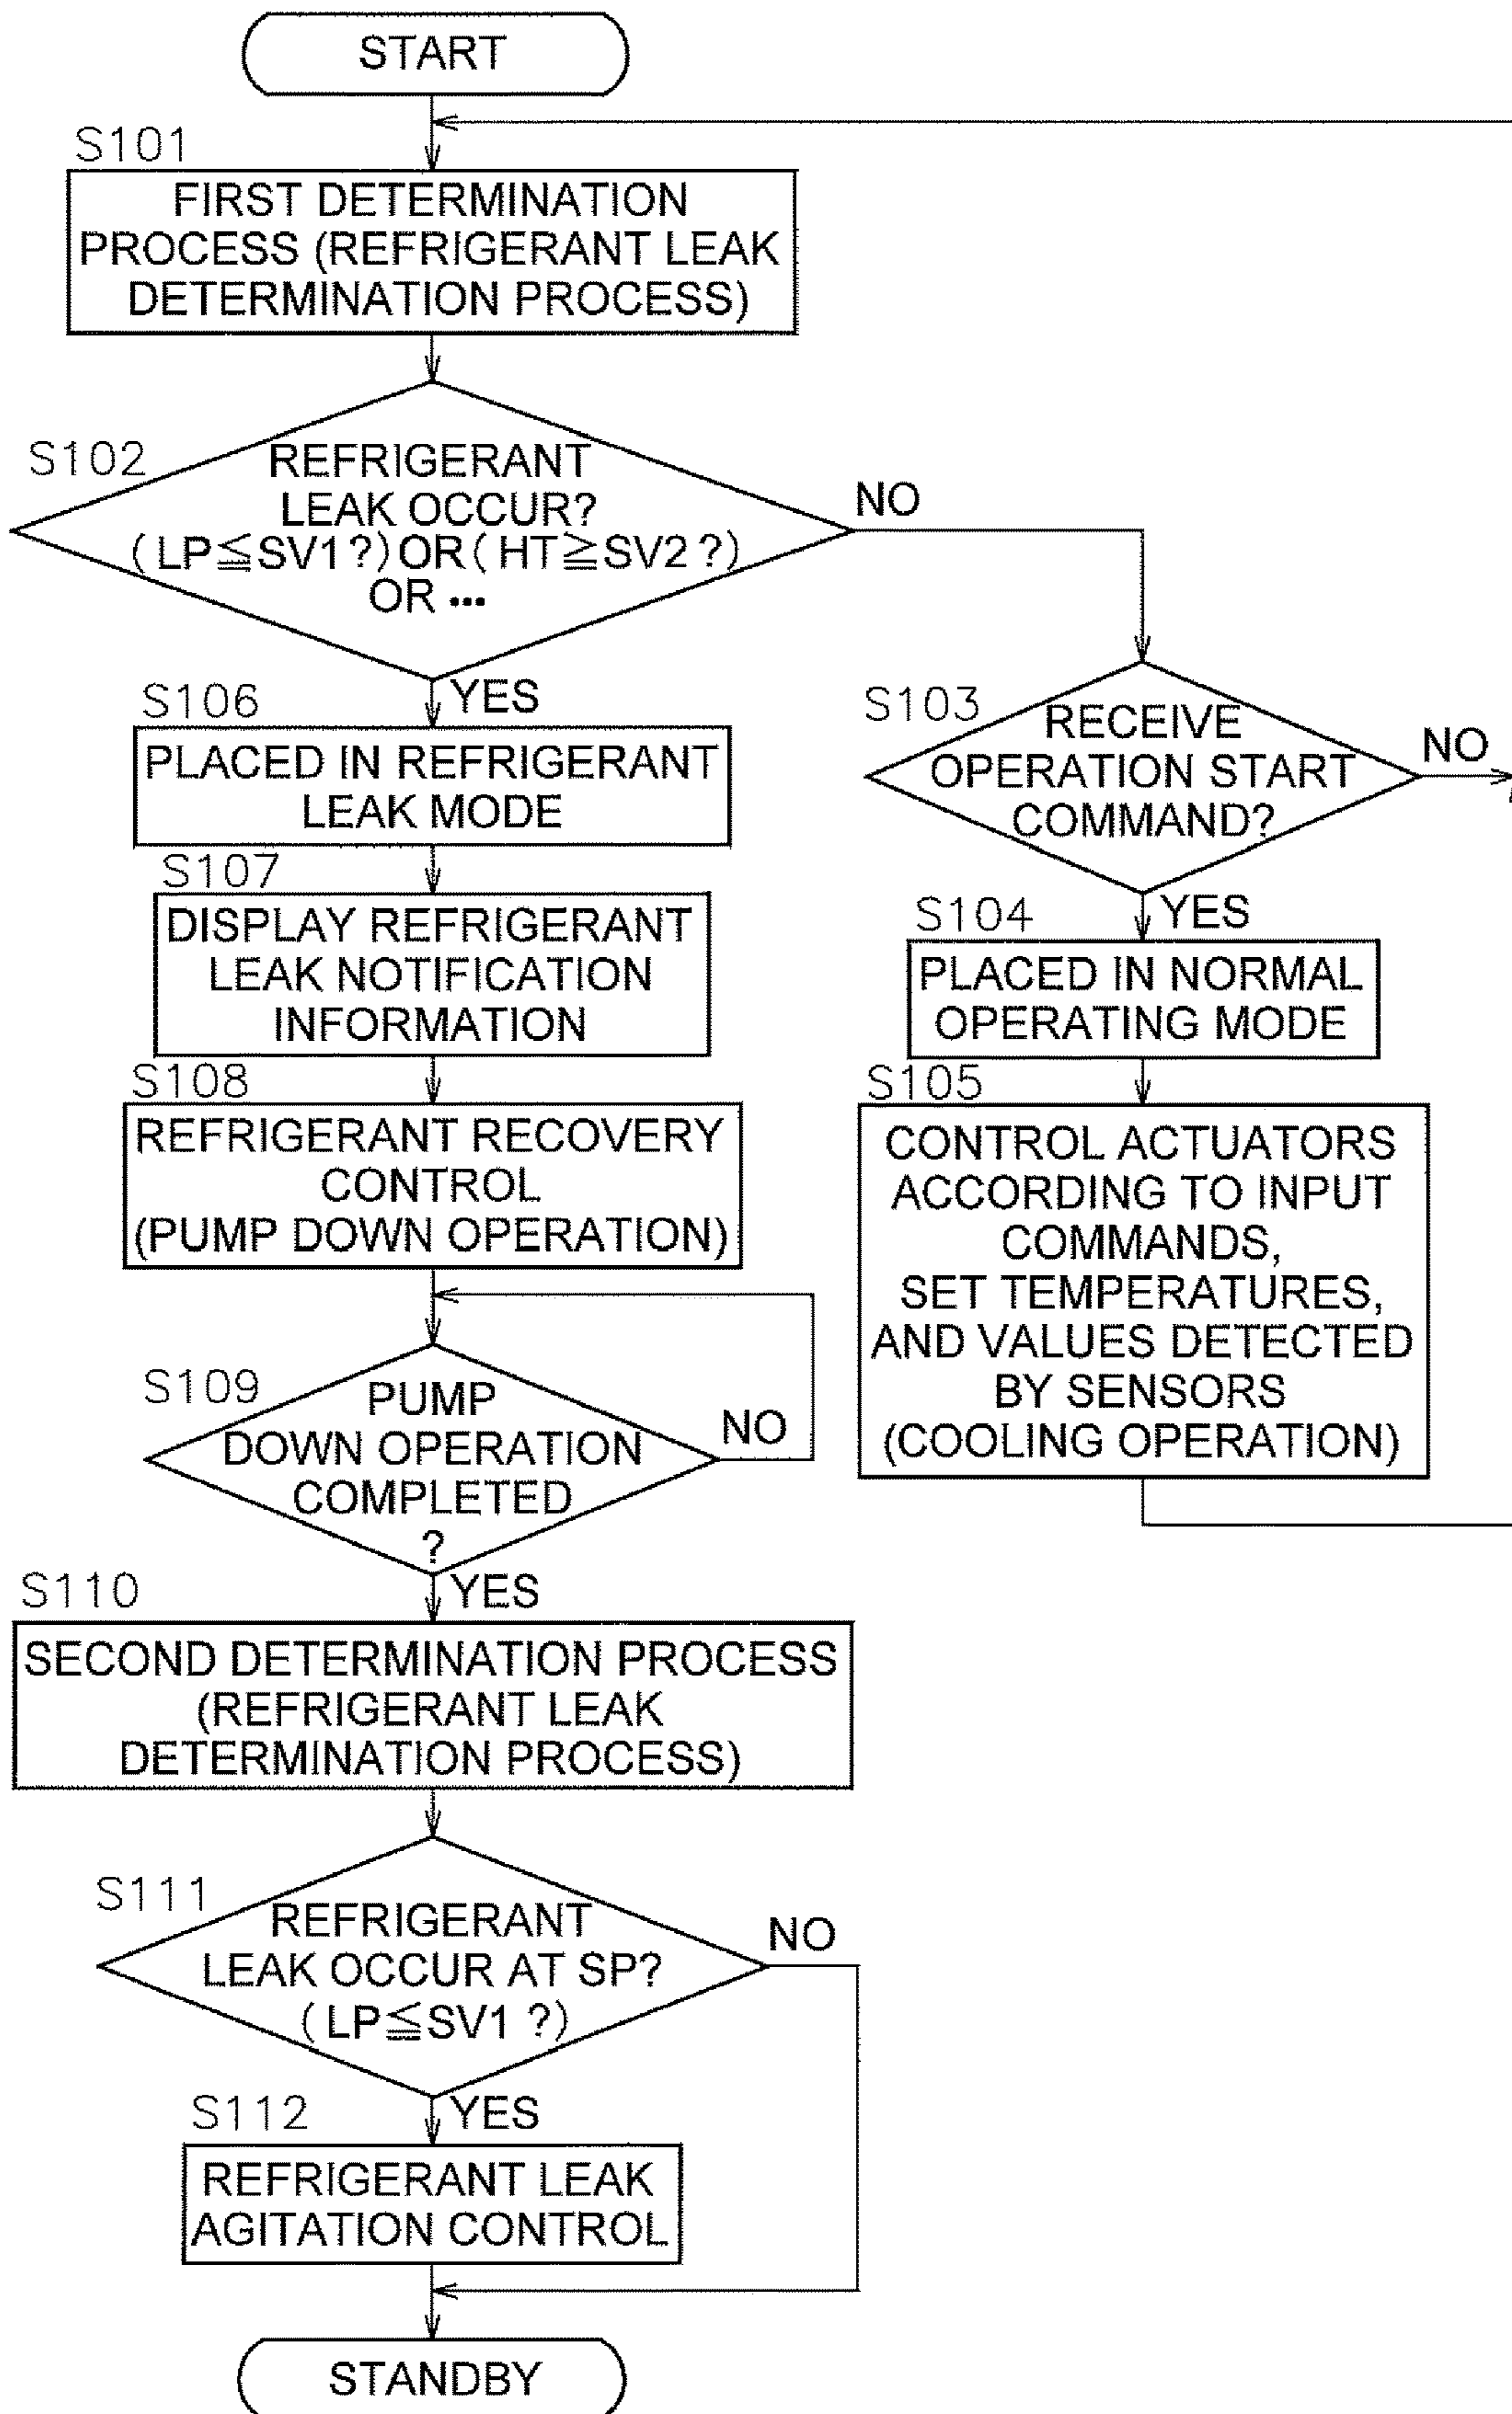 START
S101
FIRST DETERMINATION
PROCESS (REFRIGERANT LEAK
DETERMINATION PROCESS)
S102
REFRIGERANT
LEAK OCCUR?
(LP≦SV1?) OR (HT≧SV2?)
OR ...
NO
YES
S103
RECEIVE
OPERATION START
COMMAND?
NO
YES
S104
PLACED IN NORMAL
OPERATING MODE
S105
CONTROL ACTUATORS
ACCORDING TO INPUT
COMMANDS,
SET TEMPERATURES,
AND VALUES DETECTED
BY SENSORS
(COOLING OPERATION)
S106
PLACED IN REFRIGERANT
LEAK MODE
S107
DISPLAY REFRIGERANT
LEAK NOTIFICATION
INFORMATION
S108
REFRIGERANT RECOVERY
CONTROL
(PUMP DOWN OPERATION)
S109
PUMP
DOWN OPERATION
COMPLETED
?
NO
YES
S110
SECOND DETERMINATION PROCESS
(REFRIGERANT LEAK
DETERMINATION PROCESS)
S111
REFRIGERANT
LEAK OCCUR AT SP?
(LP≦SV1 ?)
NO
YES
S112
REFRIGERANT LEAK
AGITATION CONTROL
STANDBY